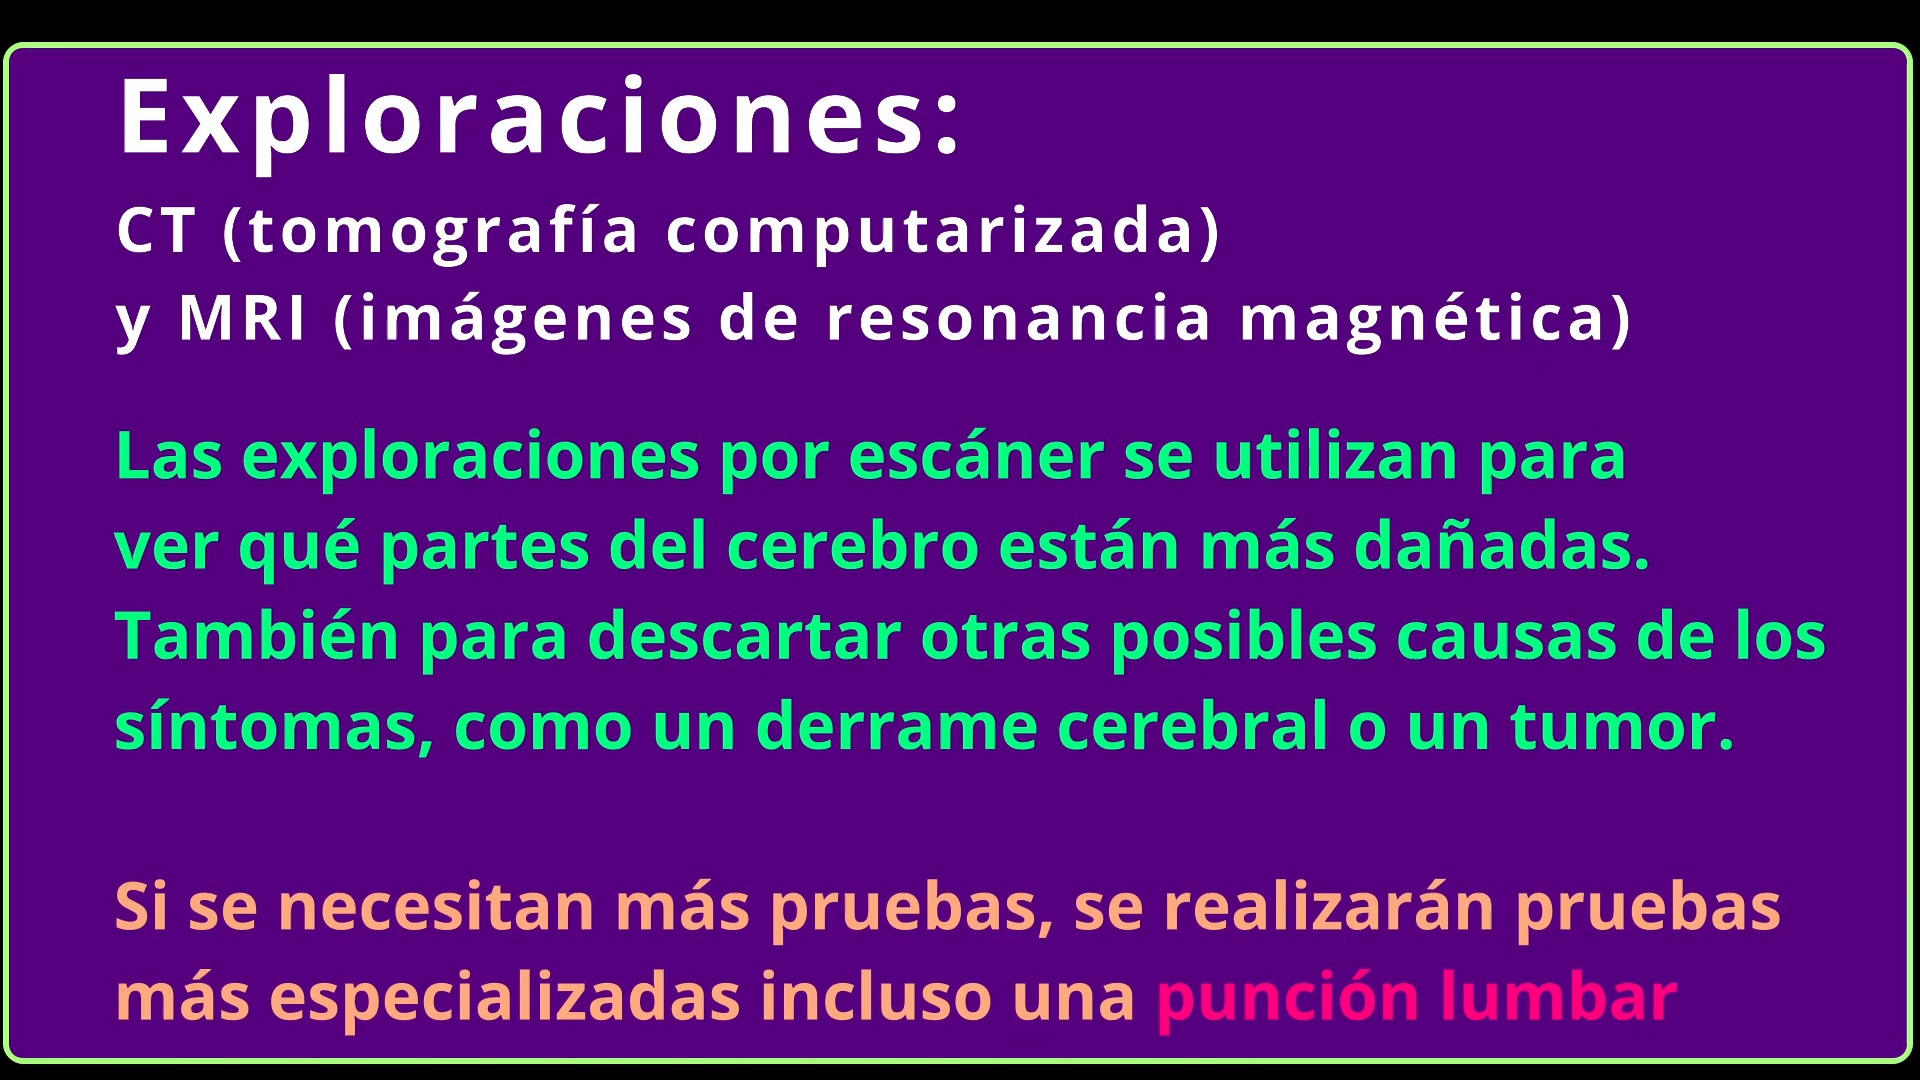 Exploraciones:
CT (tomografía computarizada)
y MRI (imágenes de resonancia magnética)
Las exploraciones por escáner se utilizan para
ver qué partes del cerebro están más dañadas.
También para descartar otras posibles causas de los
síntomas, como un derrame cerebral o un tumor.
Si se necesitan más pruebas, se realizarán pruebas
más especializadas incluso una punción lumbar